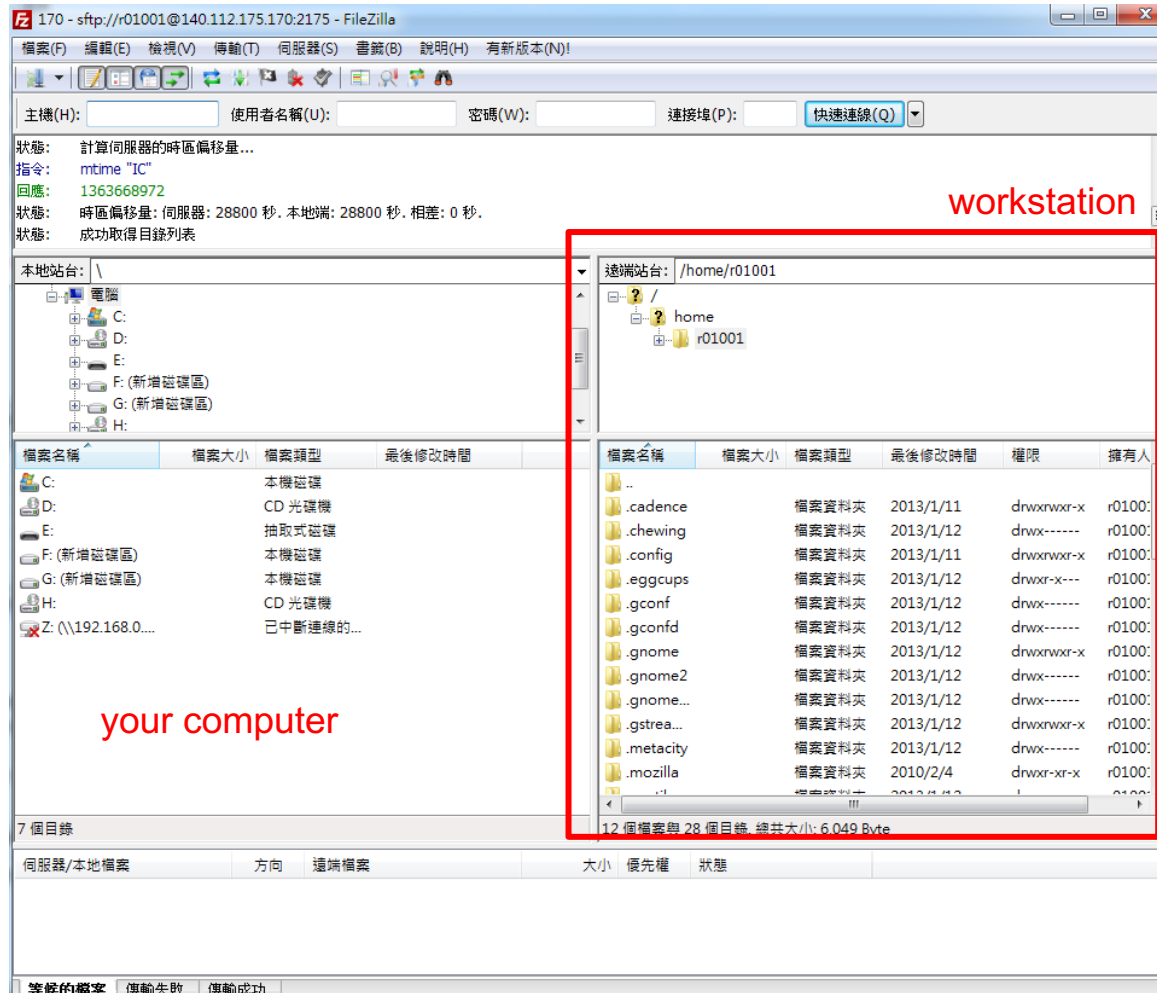 170 - sftp://r01001@140.112.175.170:2175 - FileZilla
檔案(F) 編輯(E) 檢視(V) 傳輸(T) 伺服器(S) 書籤(B) 說明(H) 有新版本(N)!
主機(H): 使用者名稱(U): 密碼(W): 連接埠(P): 快速連線(Q)
狀態: 計算伺服器的時區偏移量...
指令: mtime "IC"
回應: 1363668972
狀態: 時區偏移量: 伺服器: 28800 秒. 本地端: 28800 秒. 相差: 0 秒.
狀態: 成功取得目錄列表
workstation
本地站台: \
電腦
C:
D:
E:
F: (新增磁碟區)
G: (新增磁碟區)
H:
遠端站台: /home/r01001
/
home
r01001
檔案名稱 檔案大小 檔案類型 最後修改時間
C: 本機磁碟
D: CD 光碟機
E: 抽取式磁碟
F: (新增磁碟區) 本機磁碟
G: (新增磁碟區) 本機磁碟
H: CD 光碟機
Z: (\\192.168.0.... 已中斷連線的...
your computer
7 個目錄
檔案名稱 檔案大小 檔案類型 最後修改時間 權限 擁有人
..
.cadence 檔案資料夾 2013/1/11 drwxrwxr-x r01001
.chewing 檔案資料夾 2013/1/12 drwx------ r01001
.config 檔案資料夾 2013/1/11 drwxrwxr-x r01001
.eggcups 檔案資料夾 2013/1/12 drwxr-x--- r01001
.gconf 檔案資料夾 2013/1/12 drwx------ r01001
.gconfd 檔案資料夾 2013/1/12 drwx------ r01001
.gnome 檔案資料夾 2013/1/12 drwxrwxr-x r01001
.gnome2 檔案資料夾 2013/1/12 drwx------ r01001
.gnome... 檔案資料夾 2013/1/12 drwx------ r01001
.gstrea... 檔案資料夾 2013/1/12 drwxrwxr-x r01001
.metacity 檔案資料夾 2013/1/12 drwx------ r01001
.mozilla 檔案資料夾 2010/2/4 drwxr-xr-x r01001
12 個檔案與 28 個目錄. 總共大小: 6,049 Byte
伺服器/本地檔案 方向 遠端檔案 大小 優先權 狀態
等候的檔案 傳輸失敗 傳輸成功